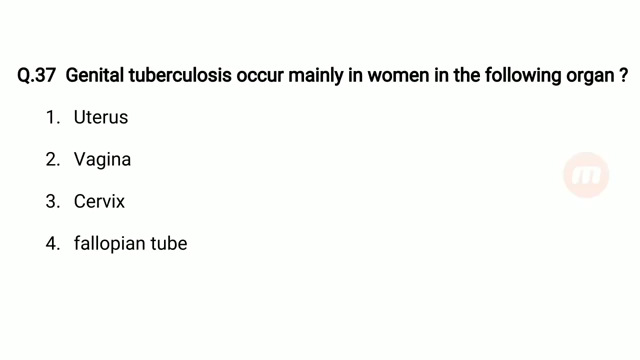 Q.37 Genital tuberculosis occur mainly in women in the following organ ?
1. Uterus
2. Vagina
3. Cervix
4. fallopian tube